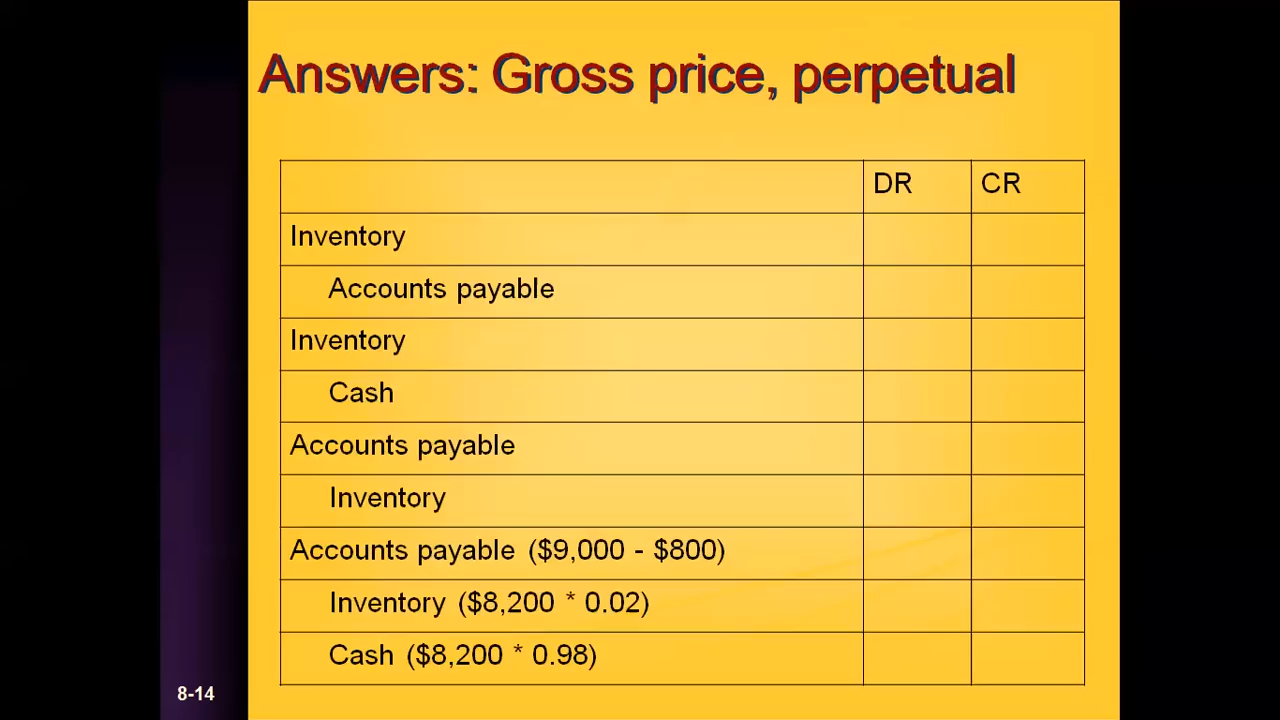 Answers: Gross price, perpetual
DR CR
Inventory
Accounts payable
Inventory
Cash
Accounts payable
Inventory
Accounts payable ($9,000 - $800)
Inventory ($8,200 * 0.02)
Cash ($8,200 * 0.98)
8-14